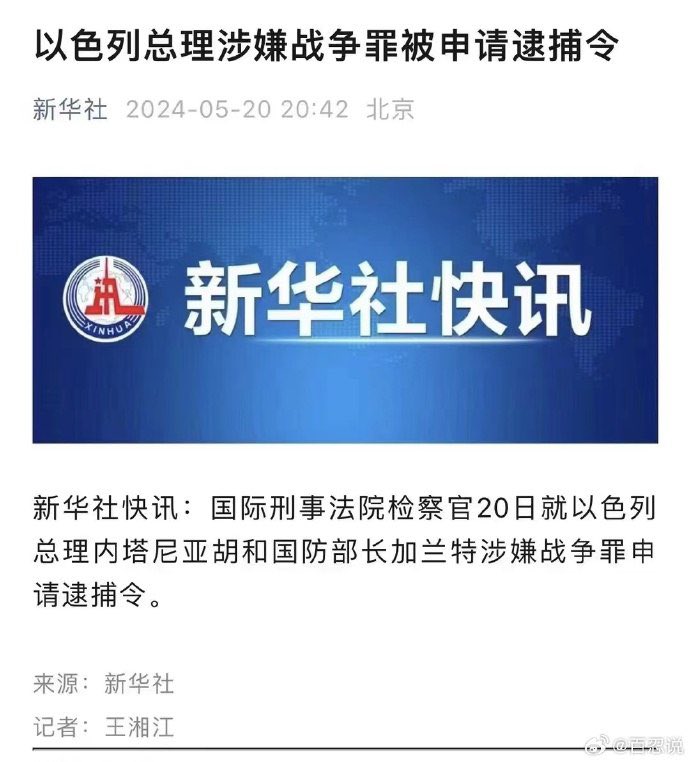 以色列总理涉嫌战争罪被申请逮捕令
新华社 2024-05-20 20:42 北京
XINHUA
新华社快讯
新华社快讯：国际刑事法院检察官20日就以色列
总理内塔尼亚胡和国防部长加兰特涉嫌战争罪申
请逮捕令。
来源：新华社
记者：王湘江
@百忍说